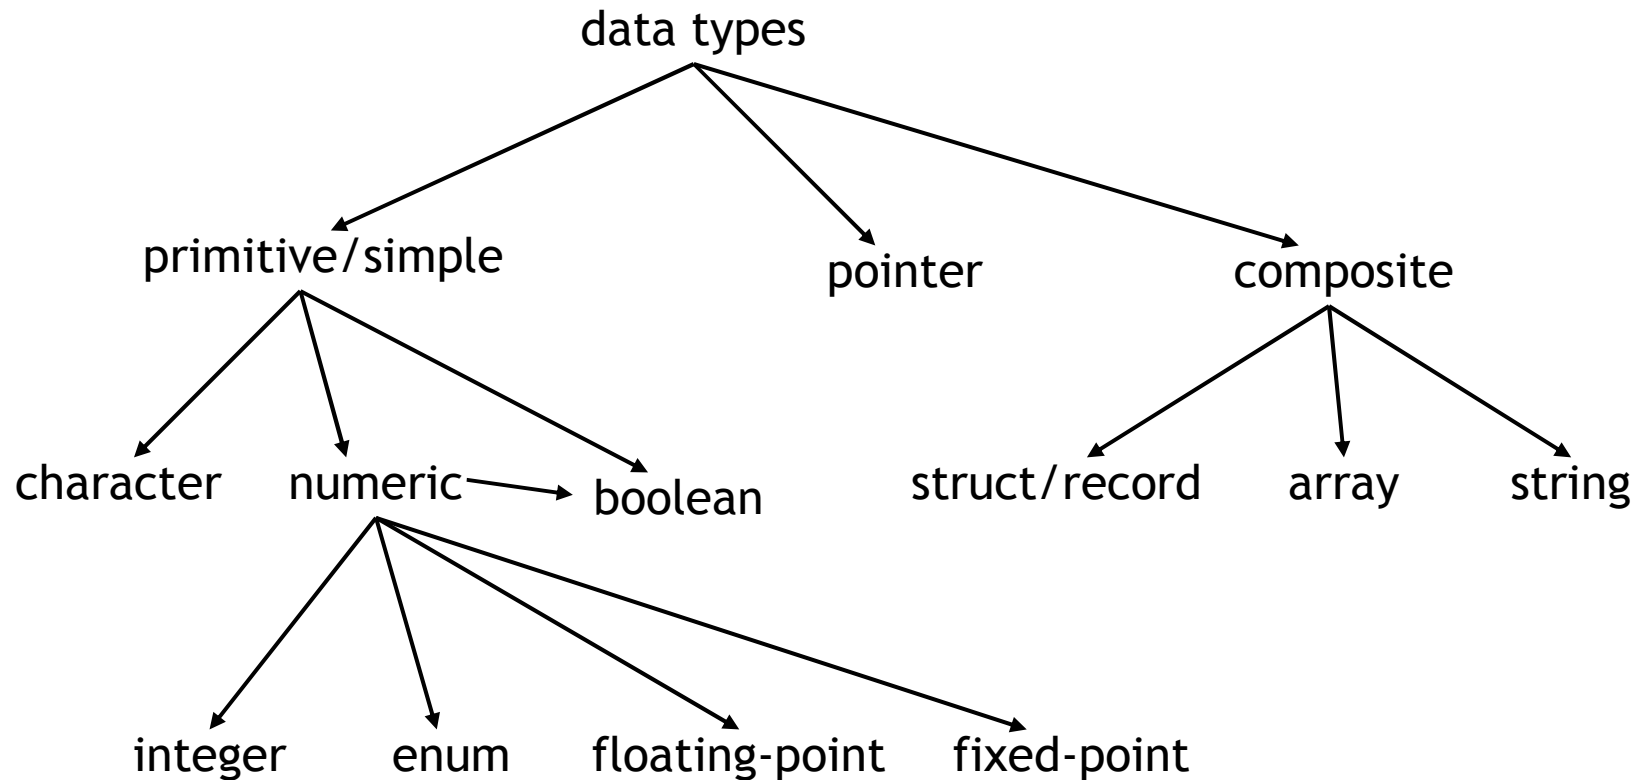 data types
primitive/simple
pointer
composite
character
numeric
boolean
struct/record
array
string
integer
enum
floating-point
fixed-point